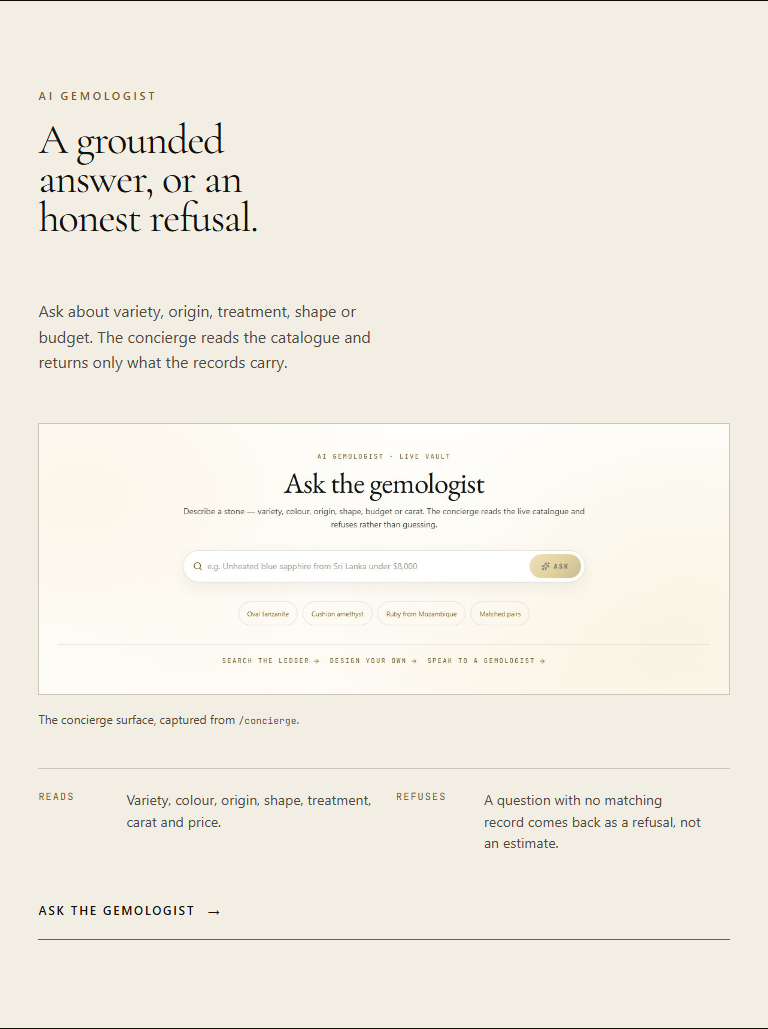 AI GEMOLOGIST
A grounded
answer, or an
honest refusal.
Ask about variety, origin, treatment, shape or
budget. The concierge reads the catalogue and
returns only what the records carry.
AI GEMOLOGIST · LIVE VAULT
Ask the gemologist
Describe a stone — variety, colour, origin, shape, budget or carat. The concierge reads the live catalogue and
refuses rather than guessing.
e.g. Unheated blue sapphire from Sri Lanka under $8,000
ASK
Oval tanzanite
Cushion amethyst
Ruby from Mozambique
Matched pairs
SEARCH THE LEDGER → DESIGN YOUR OWN → SPEAK TO A GEMOLOGIST →
The concierge surface, captured from /concierge.
READS
Variety, colour, origin, shape, treatment,
carat and price.
REFUSES
A question with no matching
record comes back as a refusal, not
an estimate.
ASK THE GEMOLOGIST →